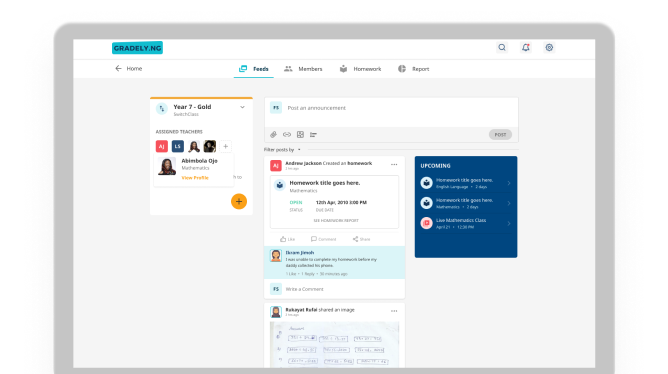 GRADELY.NG
Home
Feeds
Members
Homework
Report
Year 7 - Gold
SwitchClass
ASSIGNED TEACHERS
AJ
LS
+
Abimbola Ojo
Mathematics
View Profile
FS
Post an announcement
POST
Filter posts by
AJ
Andrew Jackson Created an homework
Homework title goes here.
Mathematics
OPEN 12th Apr, 2010 3:00 PM
STATUS DUE DATE
SEE HOMEWORK REPORT
Like
Comment
Share
Ikram Jimoh
I was unable to complete my homework before my
daddy collected his phone.
1 Like • 1 Reply • 30 minutes ago
FS
Write a Comment
Rukayat Rufai shared an image
UPCOMING
Homework title goes here.
English Language • 2 days
Homework title goes here.
Mathematics • 2 days
Live Mathematics Class
April 21 • 12:30 PM